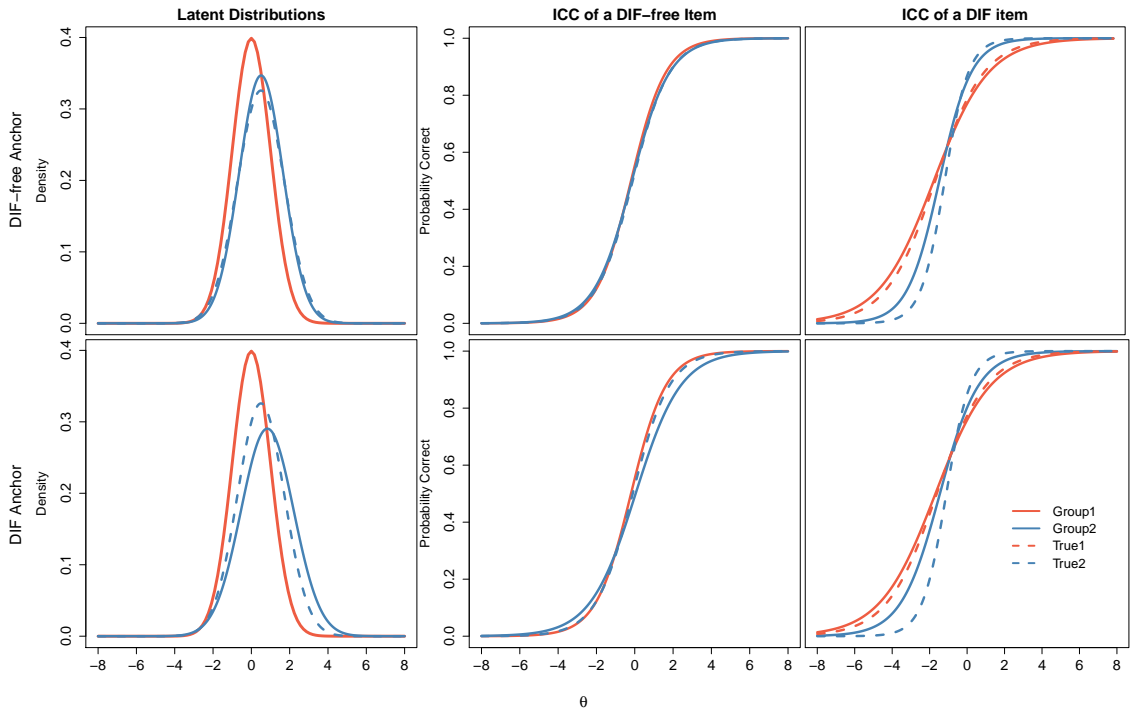 Latent Distributions
ICC of a DIF−free Item
ICC of a DIF item
DIF−free Anchor
Density
0.0 0.1 0.2 0.3 0.4
Probability Correct
0.0 0.2 0.4 0.6 0.8 1.0
DIF Anchor
Density
0.0 0.1 0.2 0.3 0.4
Probability Correct
0.0 0.2 0.4 0.6 0.8 1.0
Group1
Group2
True1
True2
−8 −6 −4 −2 0 2 4 6 8
−8 −6 −4 −2 0 2 4 6 8
−8 −6 −4 −2 0 2 4 6 8
θ